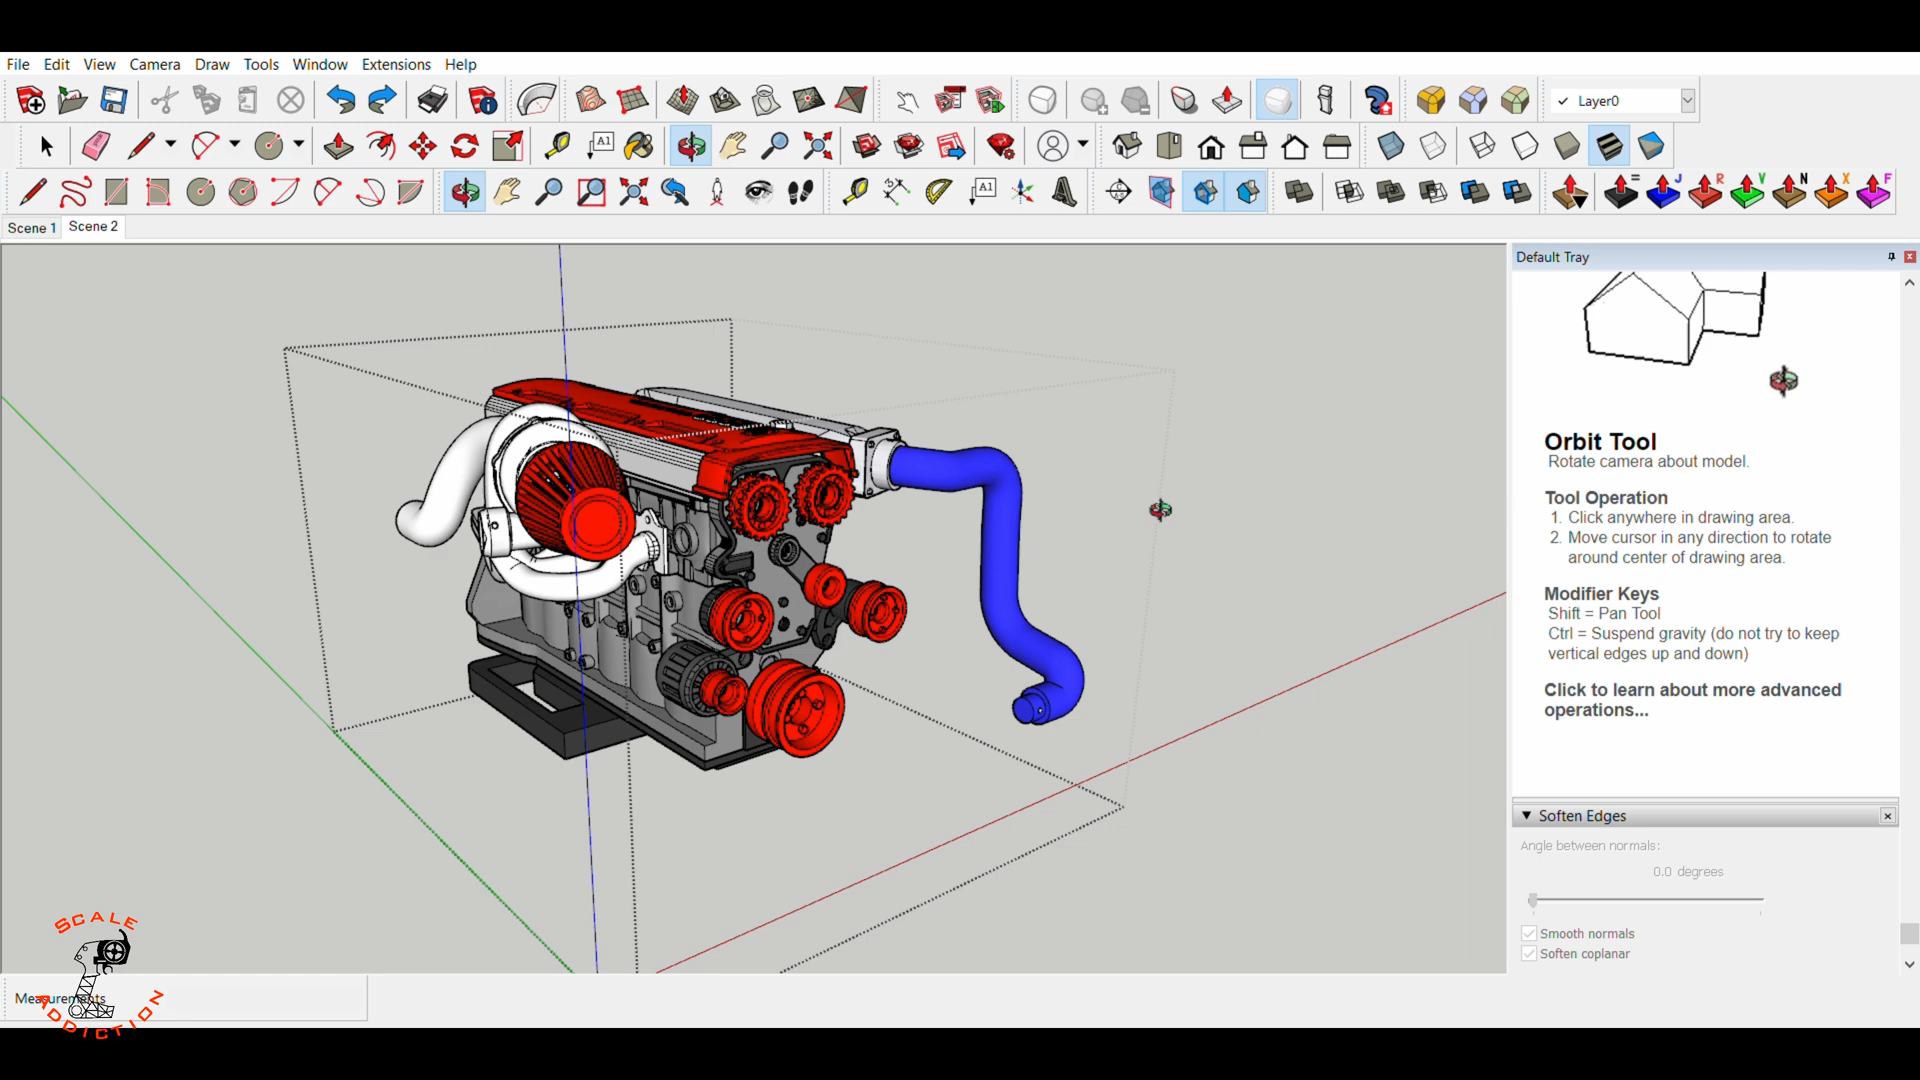 File Edit View Camera Draw Tools Window Extensions Help
Layer0
A1
A1
= J R V N X F
Scene 1 Scene 2
Default Tray
Orbit Tool
Rotate camera about model.
Tool Operation
1. Click anywhere in drawing area.
2. Move cursor in any direction to rotate
around center of drawing area.
Modifier Keys
Shift = Pan Tool
Ctrl = Suspend gravity (do not try to keep
vertical edges up and down)
Click to learn about more advanced
operations...
Soften Edges
Angle between normals:
0.0 degrees
Smooth normals
Soften coplanar
SCALE
Measurements
ADDICTION